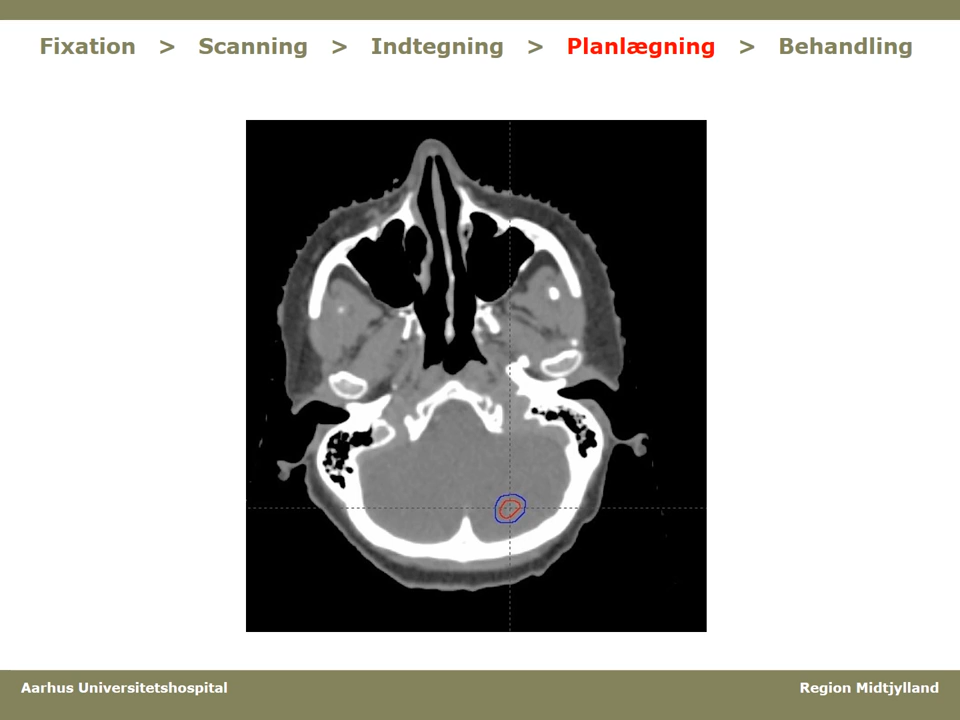 Fixation > Scanning > Indtegning > Planlægning > Behandling
Aarhus Universitetshospital
Region Midtjylland